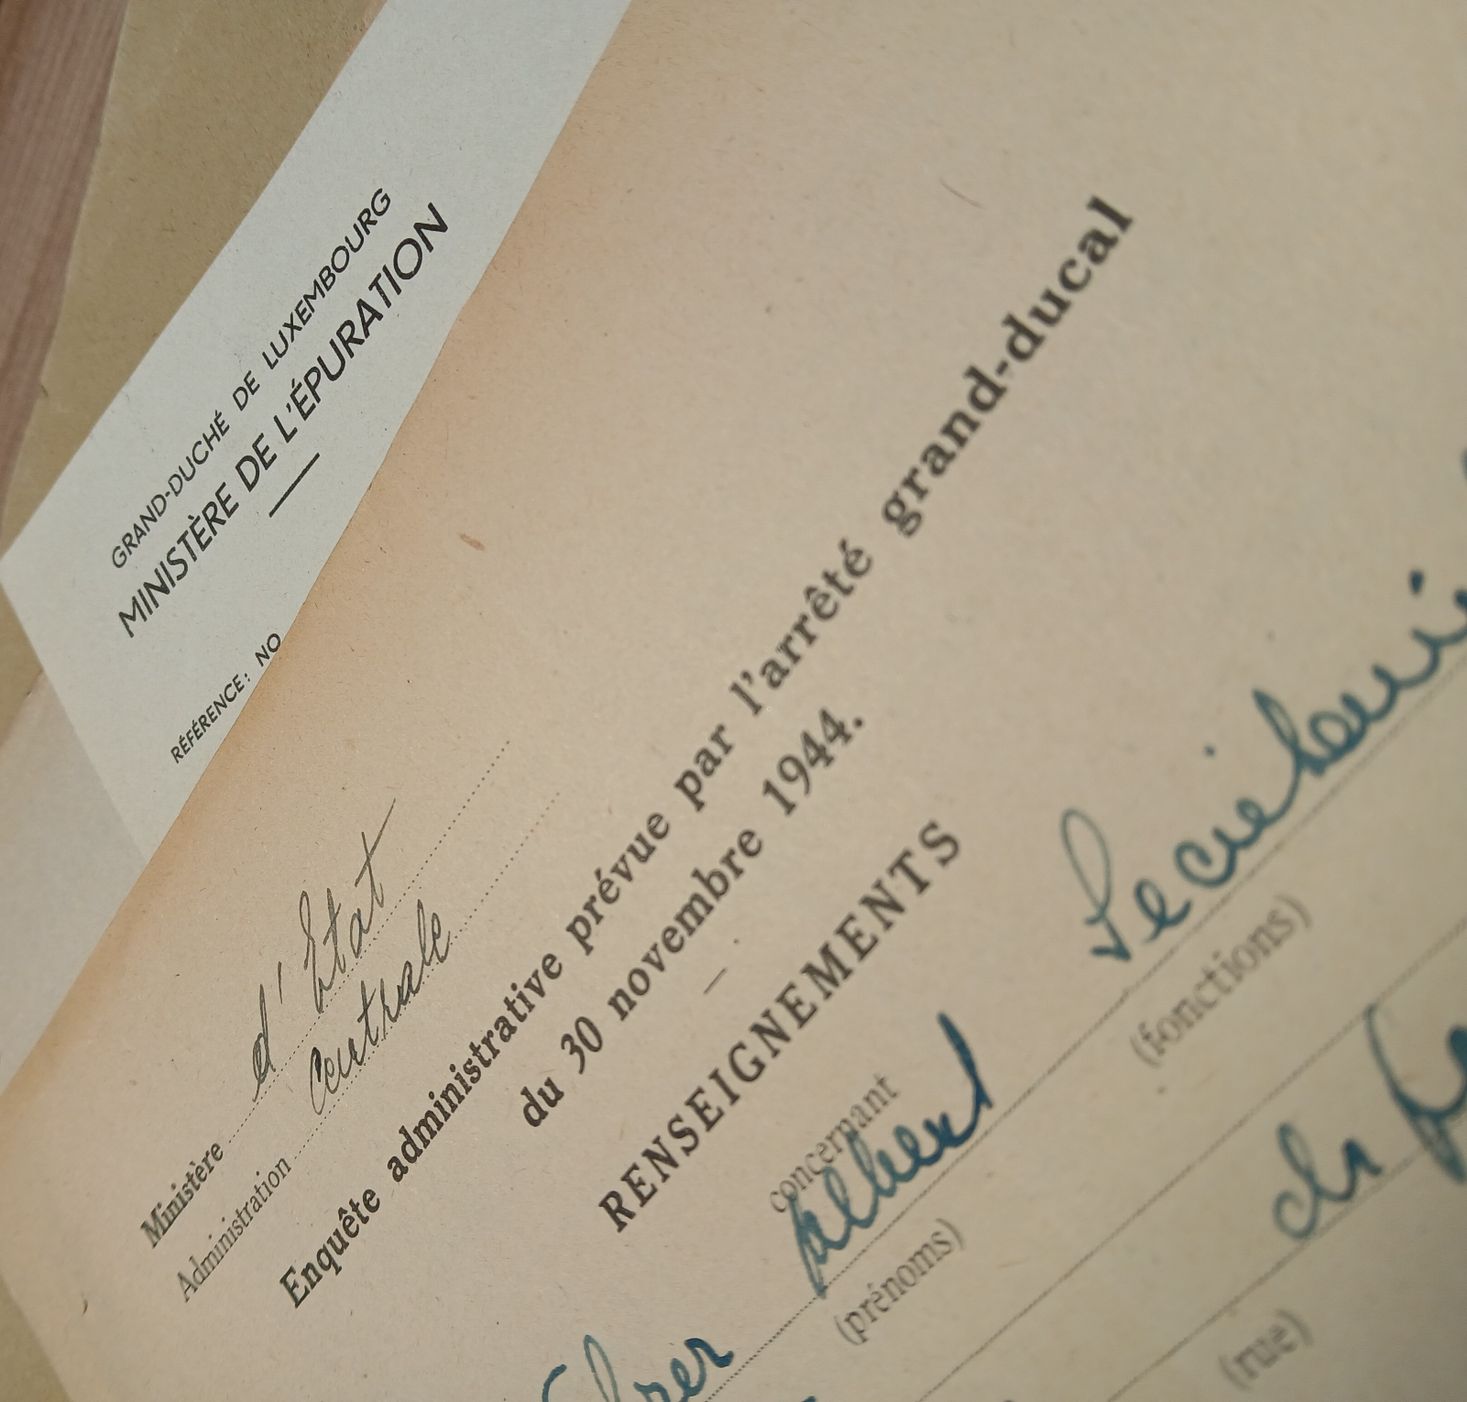 GRAND-DUCHÉ DE LUXEMBOURG
MINISTÈRE DE L'ÉPURATION
RÉFÉRENCE: NO
Ministère d'Etat
Administration centrale
Enquête administrative prévue par l'arrêté grand-ducal
du 30 novembre 1944.
RENSEIGNEMENTS
concernant
Albert
(prénoms)
(fonctions)
(rue)